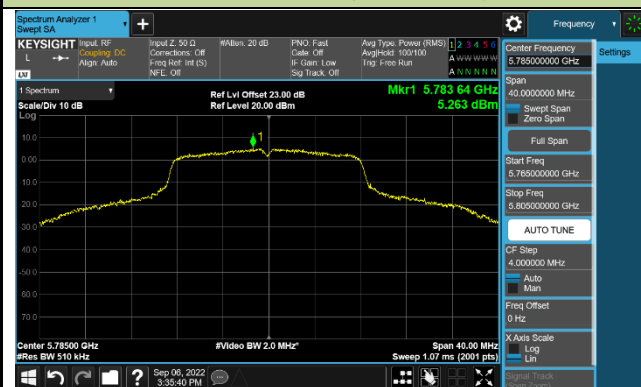 Spectrum Analyzer 1
Swept SA
KEYSIGHT
L
LXI
Input: RF
Coupling: DC
Align: Auto
Input Z: 50 Ω
Corrections: Off
Freq Ref: Int (S)
NFE: Off
#Atten: 20 dB
PNO: Fast
Gate: Off
IF Gain: Low
Sig Track: Off
Avg Type: Power (RMS)
Avg|Hold: 100/100
Trig: Free Run
1 2 3 4 5 6
A W W W W W
A N N N N N
1 Spectrum
Scale/Div 10 dB
Log
Ref Lvl Offset 23.00 dB
Ref Level 20.00 dBm
Mkr1 5.783 64 GHz
5.263 dBm
1
10.0
0.00
-10.0
-20.0
-30.0
-40.0
-50.0
-60.0
-70.0
Center 5.78500 GHz
#Res BW 510 kHz
#Video BW 2.0 MHz*
Span 40.00 MHz
Sweep 1.07 ms (2001 pts)
?
Sep 06, 2022
3:35:40 PM
Frequency
Settings
Center Frequency
5.785000000 GHz
Span
40.0000000 MHz
Swept Span
Zero Span
Full Span
Start Freq
5.765000000 GHz
Stop Freq
5.805000000 GHz
AUTO TUNE
CF Step
4.000000 MHz
Auto
Man
Freq Offset
0 Hz
X Axis Scale
Log
Lin
Signal Track
(Span Zoom)